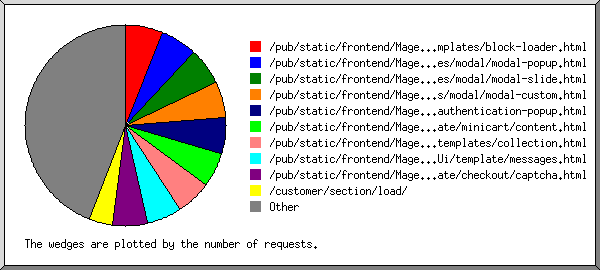 /pub/static/frontend/Mage...mplates/block-loader.html
/pub/static/frontend/Mage...es/modal/modal-popup.html
/pub/static/frontend/Mage...es/modal/modal-slide.html
/pub/static/frontend/Mage...s/modal/modal-custom.html
/pub/static/frontend/Mage...authentication-popup.html
/pub/static/frontend/Mage...ate/minicart/content.html
/pub/static/frontend/Mage...templates/collection.html
/pub/static/frontend/Mage...Ui/template/messages.html
/pub/static/frontend/Mage...ate/checkout/captcha.html
/customer/section/load/
Other
The wedges are plotted by the number of requests.